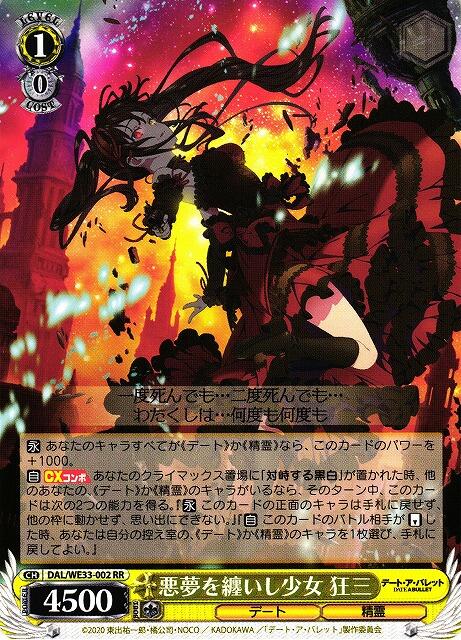 LEVEL
1
0
COST
一度死んでも…二度死んでも…
わたくしは…何度も何度も
永 あなたのキャラすべてが《デート》か《精霊》なら、このカードのパワーを
+1000。
自 CXコンボ あなたのクライマックス置場に「対峙する黒白」が置かれた時、他
のあなたの、《デート》か《精霊》のキャラがいるなら、そのターン中、このカー
ドは次の2つの能力を得る。『永 このカードの正面のキャラは手札に戻せず、
他の枠に動かせず、思い出にできない。』『自 このカードのバトル相手が
した時、あなたは自分の控え室の、《デート》か《精霊》のキャラを1枚選び、手札
に戻してよい。』
CH DAL/WE33-002 RR
POWER
4500
SOUL
悪夢を纏いし少女 狂三
デート・ア・バレット
DATE A BULLET
デート
精霊
©2020 東出祐一郎・橘公司・NOCO / KADOKAWA /「デート・ア・バレット」製作委員会